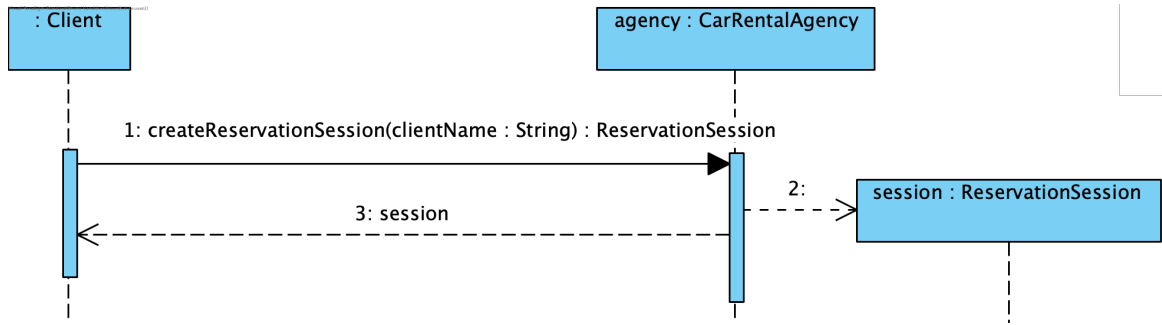 : Client
agency : CarRentalAgency
1: createReservationSession(clientName : String) : ReservationSession
2:
session : ReservationSession
3: session